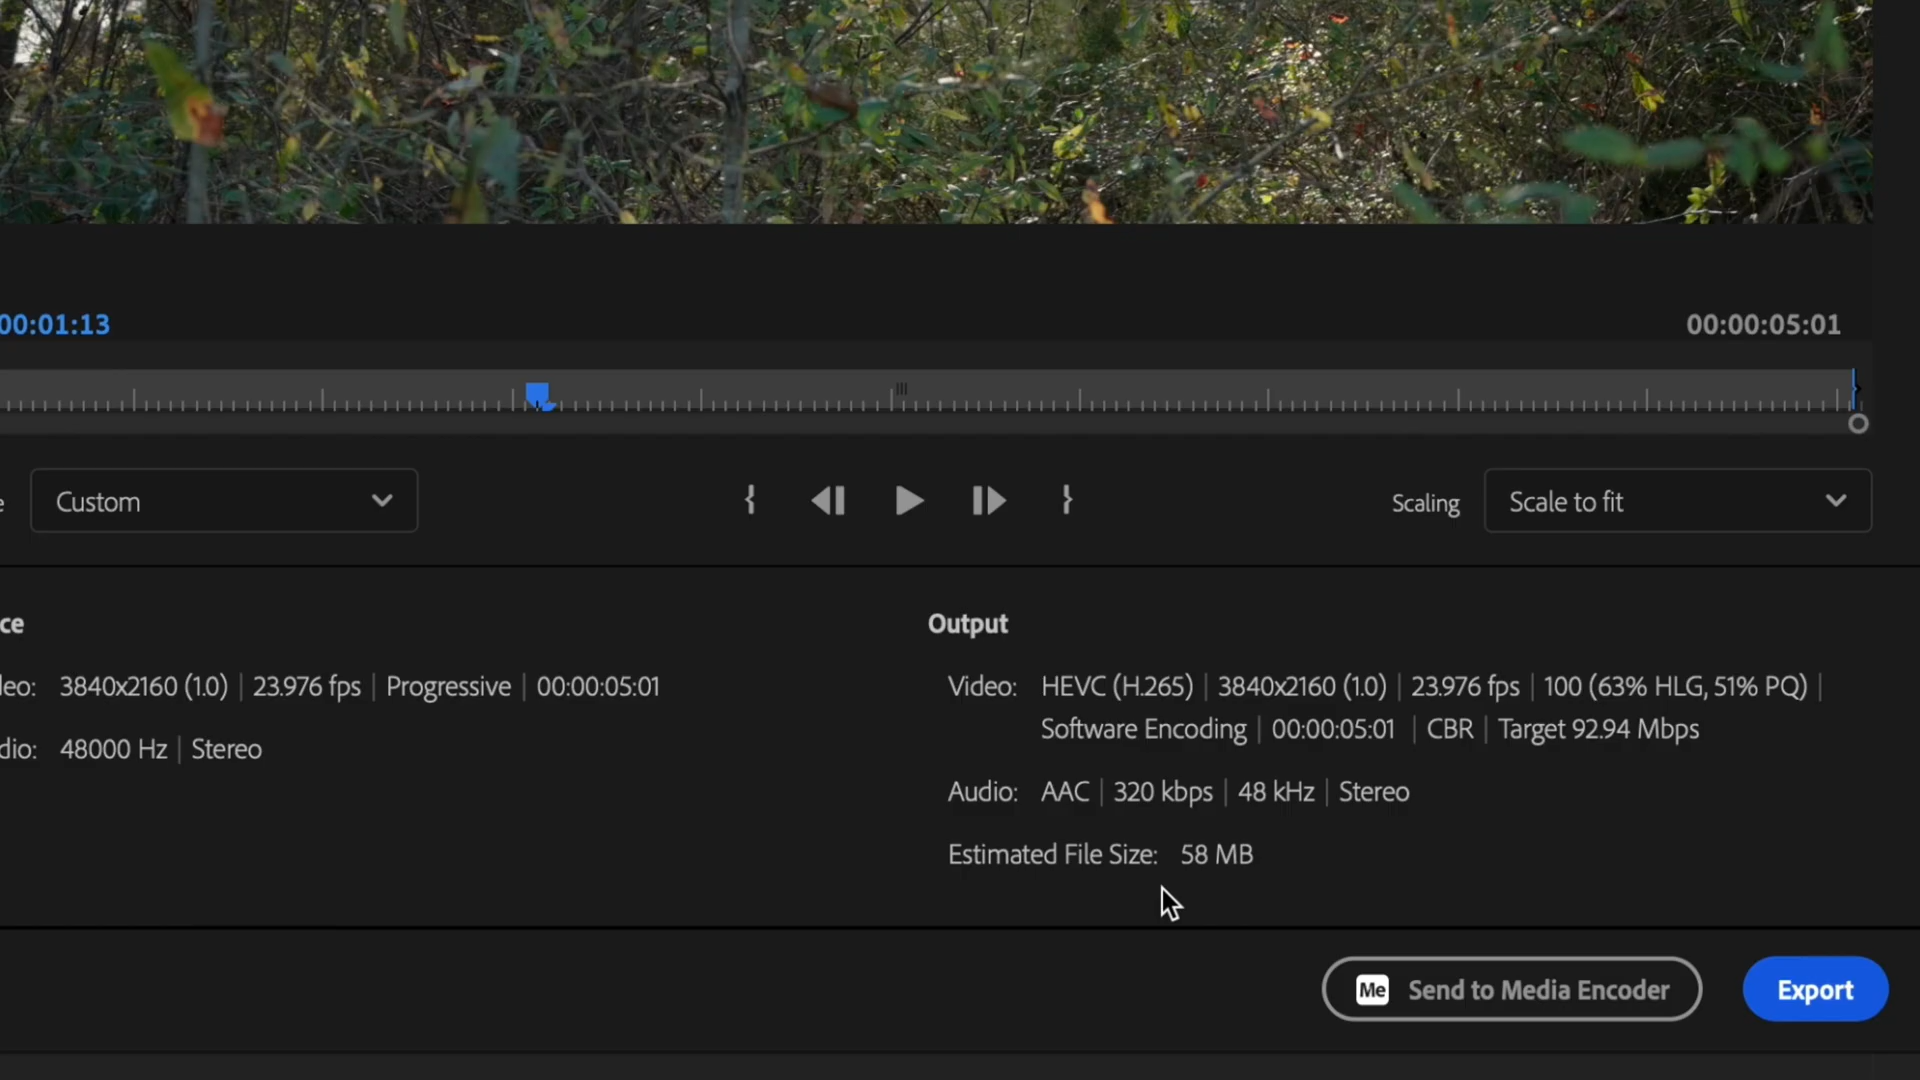 00:01:13
00:00:05:01
e
Custom
Scaling
Scale to fit
ce
Output
leo: 3840x2160 (1.0) | 23.976 fps | Progressive | 00:00:05:01
Video: HEVC (H.265) | 3840x2160 (1.0) | 23.976 fps | 100 (63% HLG, 51% PQ) |
Software Encoding | 00:00:05:01 | CBR | Target 92.94 Mbps
dio: 48000 Hz | Stereo
Audio: AAC | 320 kbps | 48 kHz | Stereo
Estimated File Size: 58 MB
Me Send to Media Encoder
Export